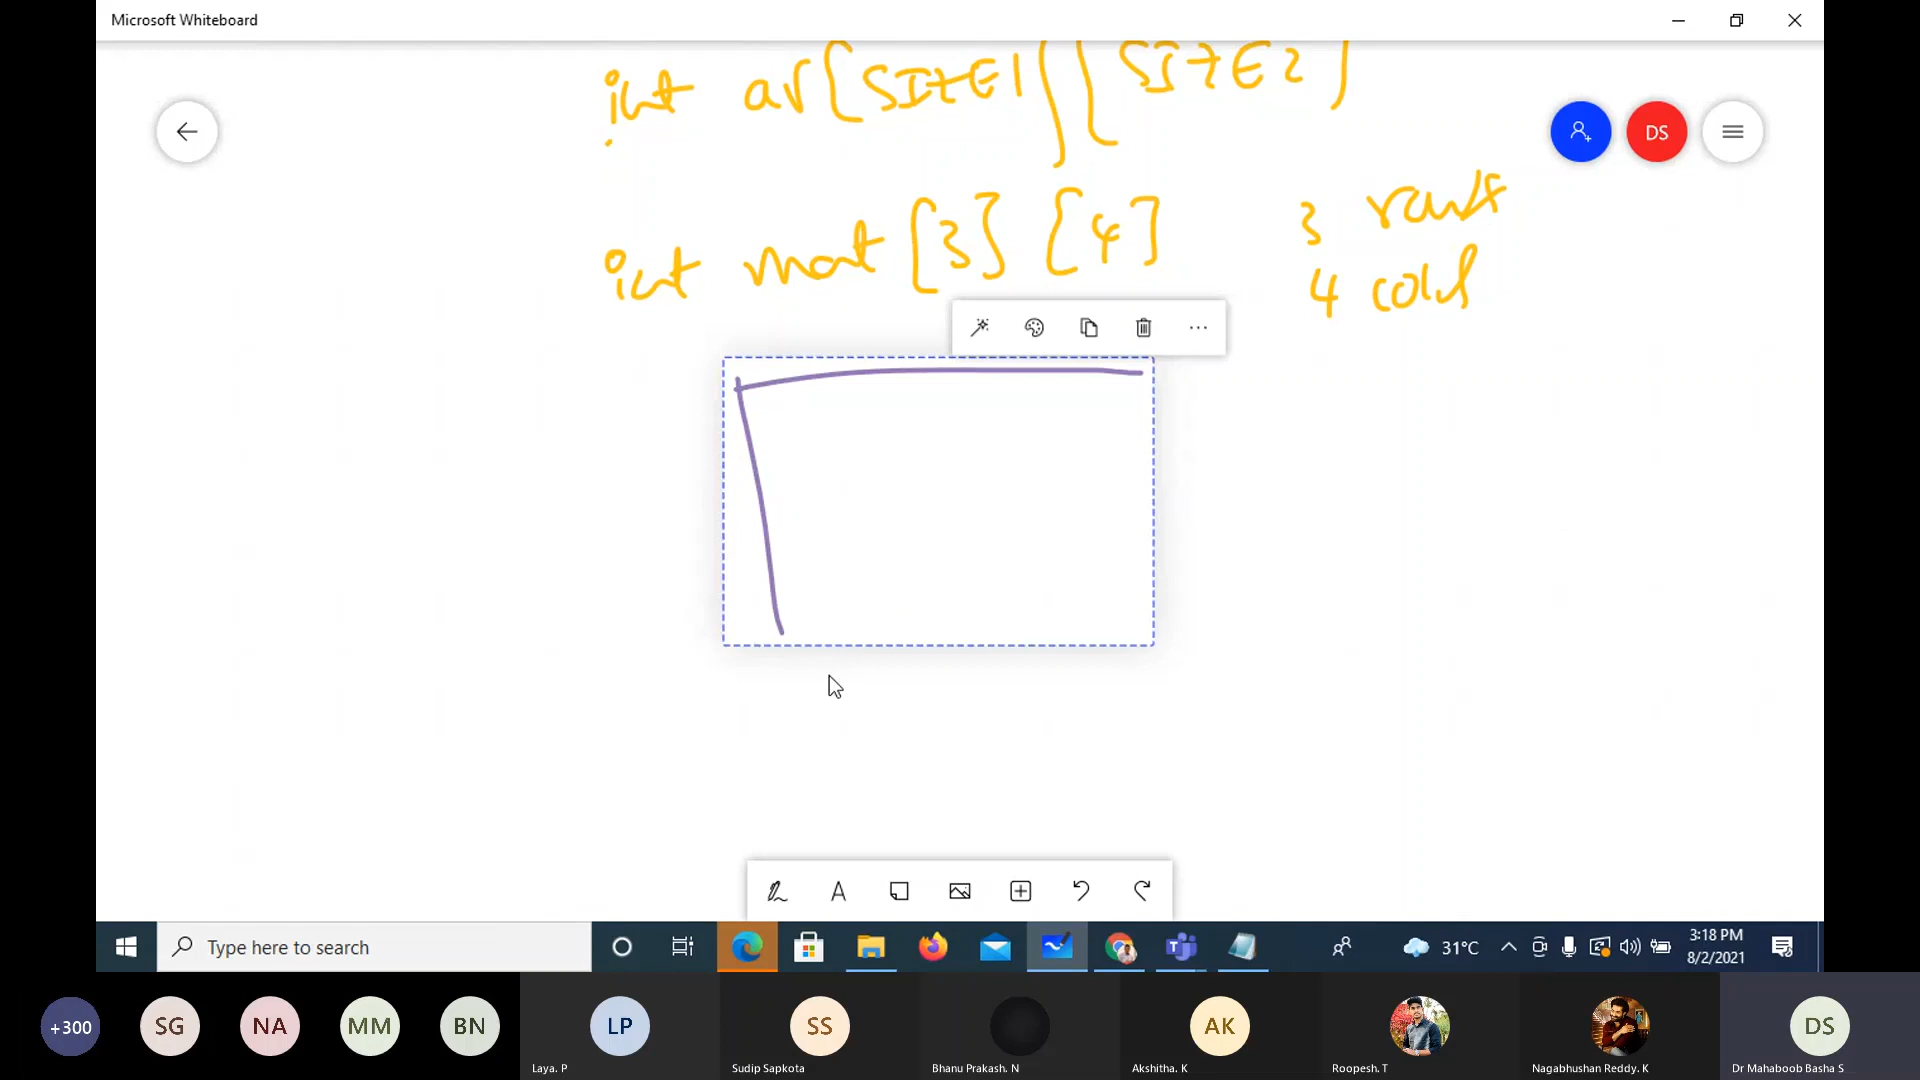 Microsoft Whiteboard
int ar[SIZE1][SIZE2]
DS
int mat [3] [4]
3 rows
4 cols
Type here to search
31°C
3:18 PM
8/2/2021
+300
SG
NA
MM
BN
LP
SS
AK
DS
Laya. P
Sudip Sapkota
Bhanu Prakash. N
Akshitha. K
Roopesh. T
Nagabhushan Reddy. K
Dr Mahaboob Basha S